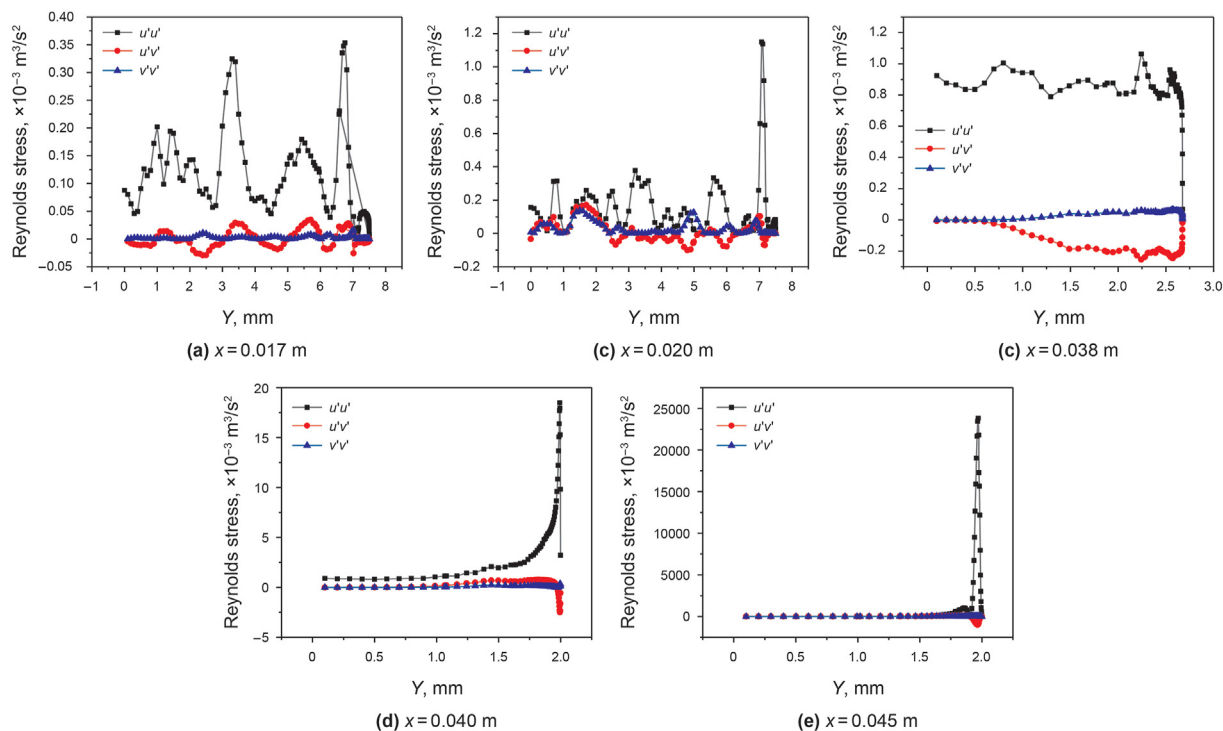 Reynolds stress, ×10⁻³ m³/s²
0.40
0.35
0.30
0.25
0.20
0.15
0.10
0.05
0
–0.05
u'u'
u'v'
v'v'
–1 0 1 2 3 4 5 6 7 8
Y, mm
(a) x = 0.017 m
Reynolds stress, ×10⁻³ m³/s²
1.2
1.0
0.8
0.6
0.4
0.2
0
0.2
u'u'
u'v'
v'v'
–1 0 1 2 3 4 5 6 7 8
Y, mm
(c) x = 0.020 m
Reynolds stress, ×10⁻³ m³/s²
1.2
1.0
0.8
0.6
0.4
0.2
0
–0.2
u'u'
u'v'
v'v'
0 0.5 1.0 1.5 2.0 2.5 3.0
Y, mm
(c) x = 0.038 m
Reynolds stress, ×10⁻³ m³/s²
20
15
10
5
0
–5
u'u'
u'v'
v'v'
0 0.5 1.0 1.5 2.0
Y, mm
(d) x = 0.040 m
Reynolds stress, ×10⁻³ m³/s²
25000
20000
15000
10000
5000
0
u'u'
u'v'
v'v'
0 0.5 1.0 1.5 2.0
Y, mm
(e) x = 0.045 m